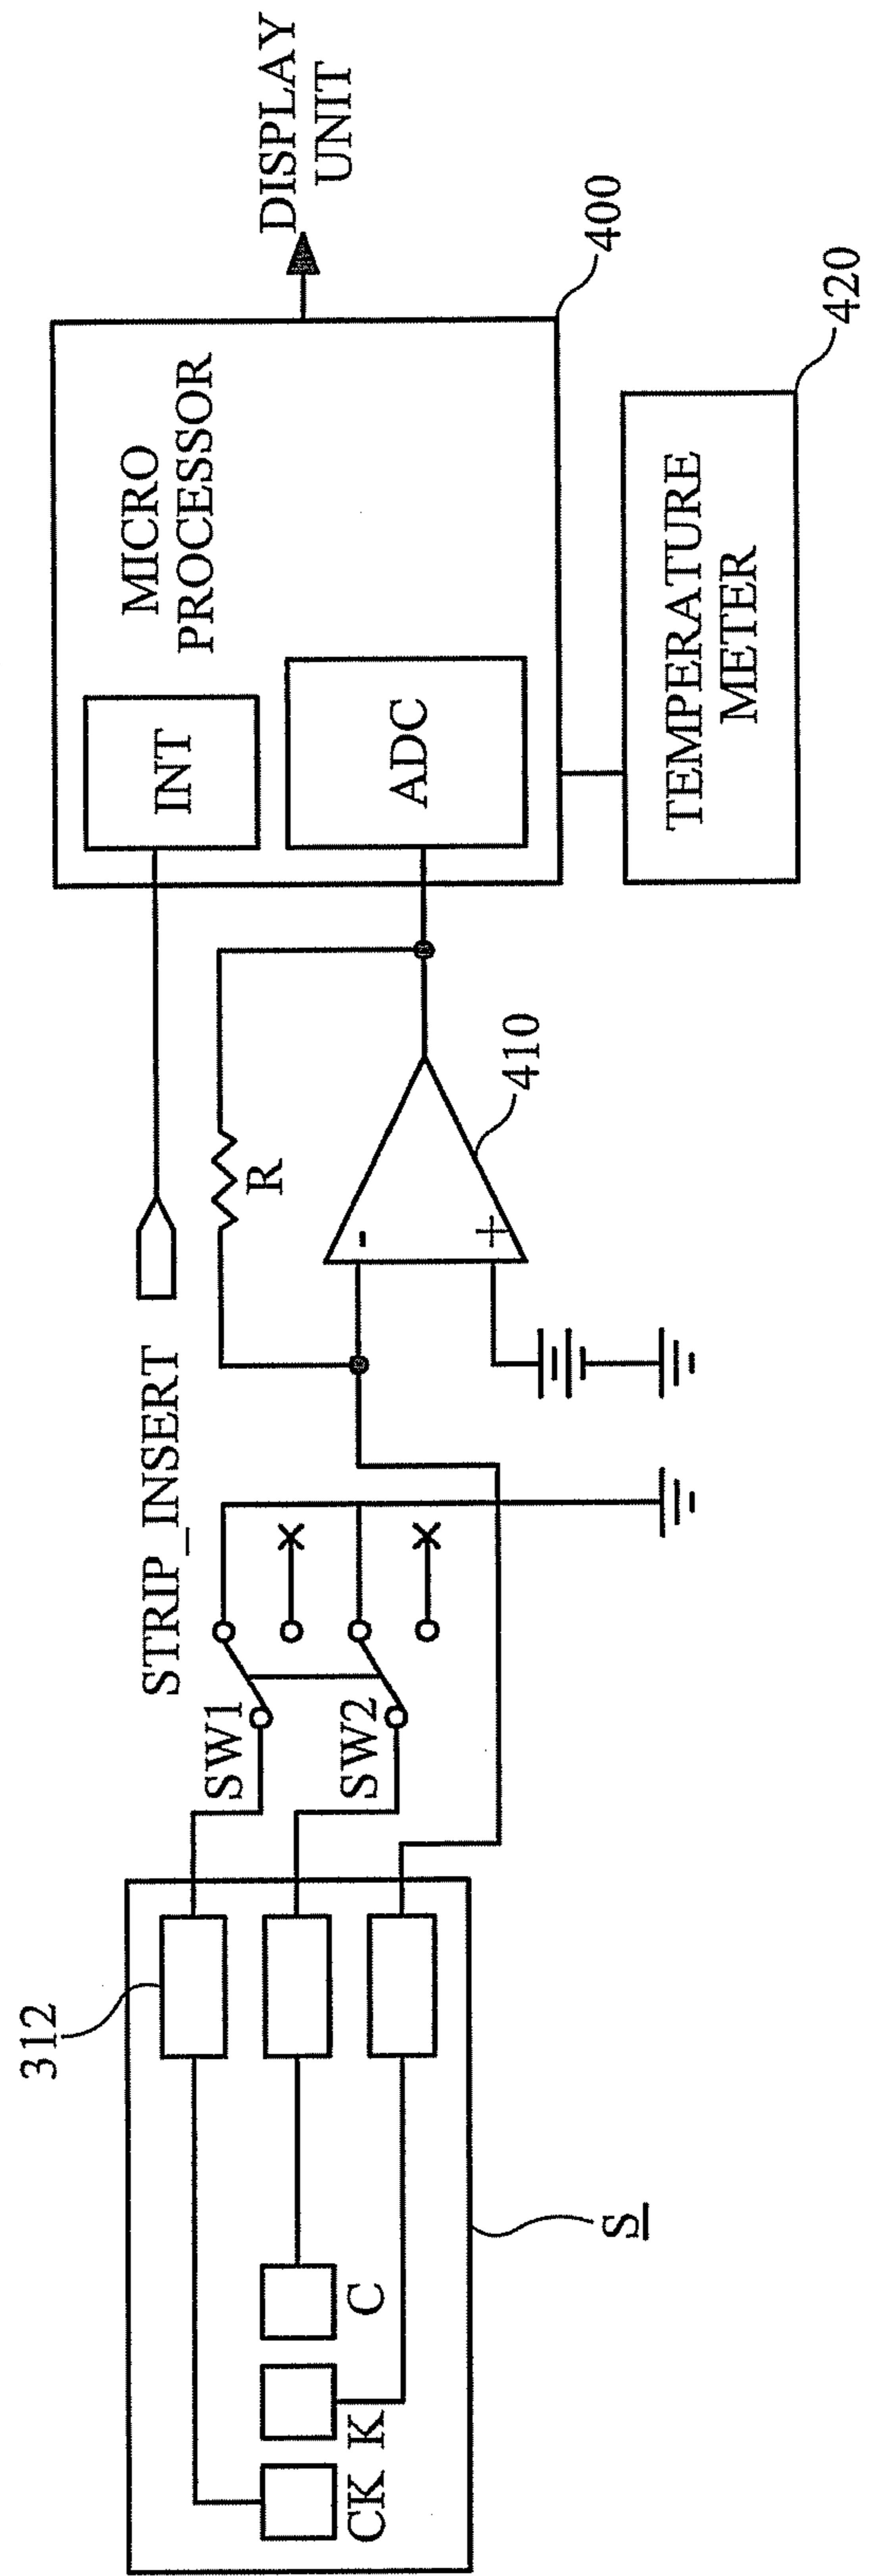 312
CK
K
C
S
SW1
SW2
STRIP_INSERT
R
-
+
410
INT
ADC
MICRO
PROCESSOR
400
TEMPERATURE
METER
420
DISPLAY
UNIT